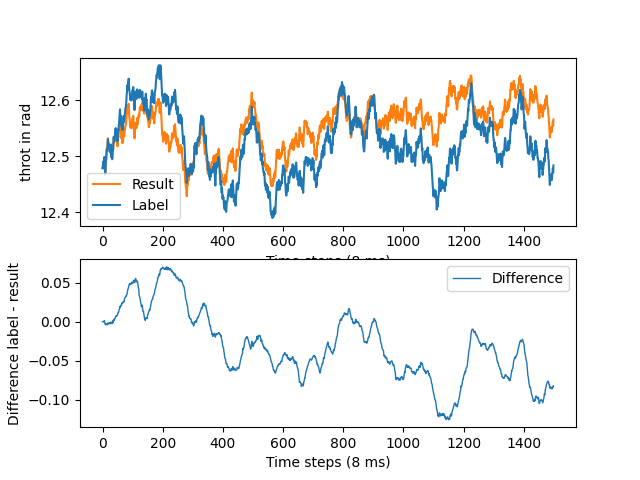 throt in rad
12.6
12.5
12.4
Result
Label
0 200 400 600 800 1000 1200 1400
Time steps (8 ms)
Difference label - result
0.05
0.00
−0.05
−0.10
Difference
0 200 400 600 800 1000 1200 1400
Time steps (8 ms)